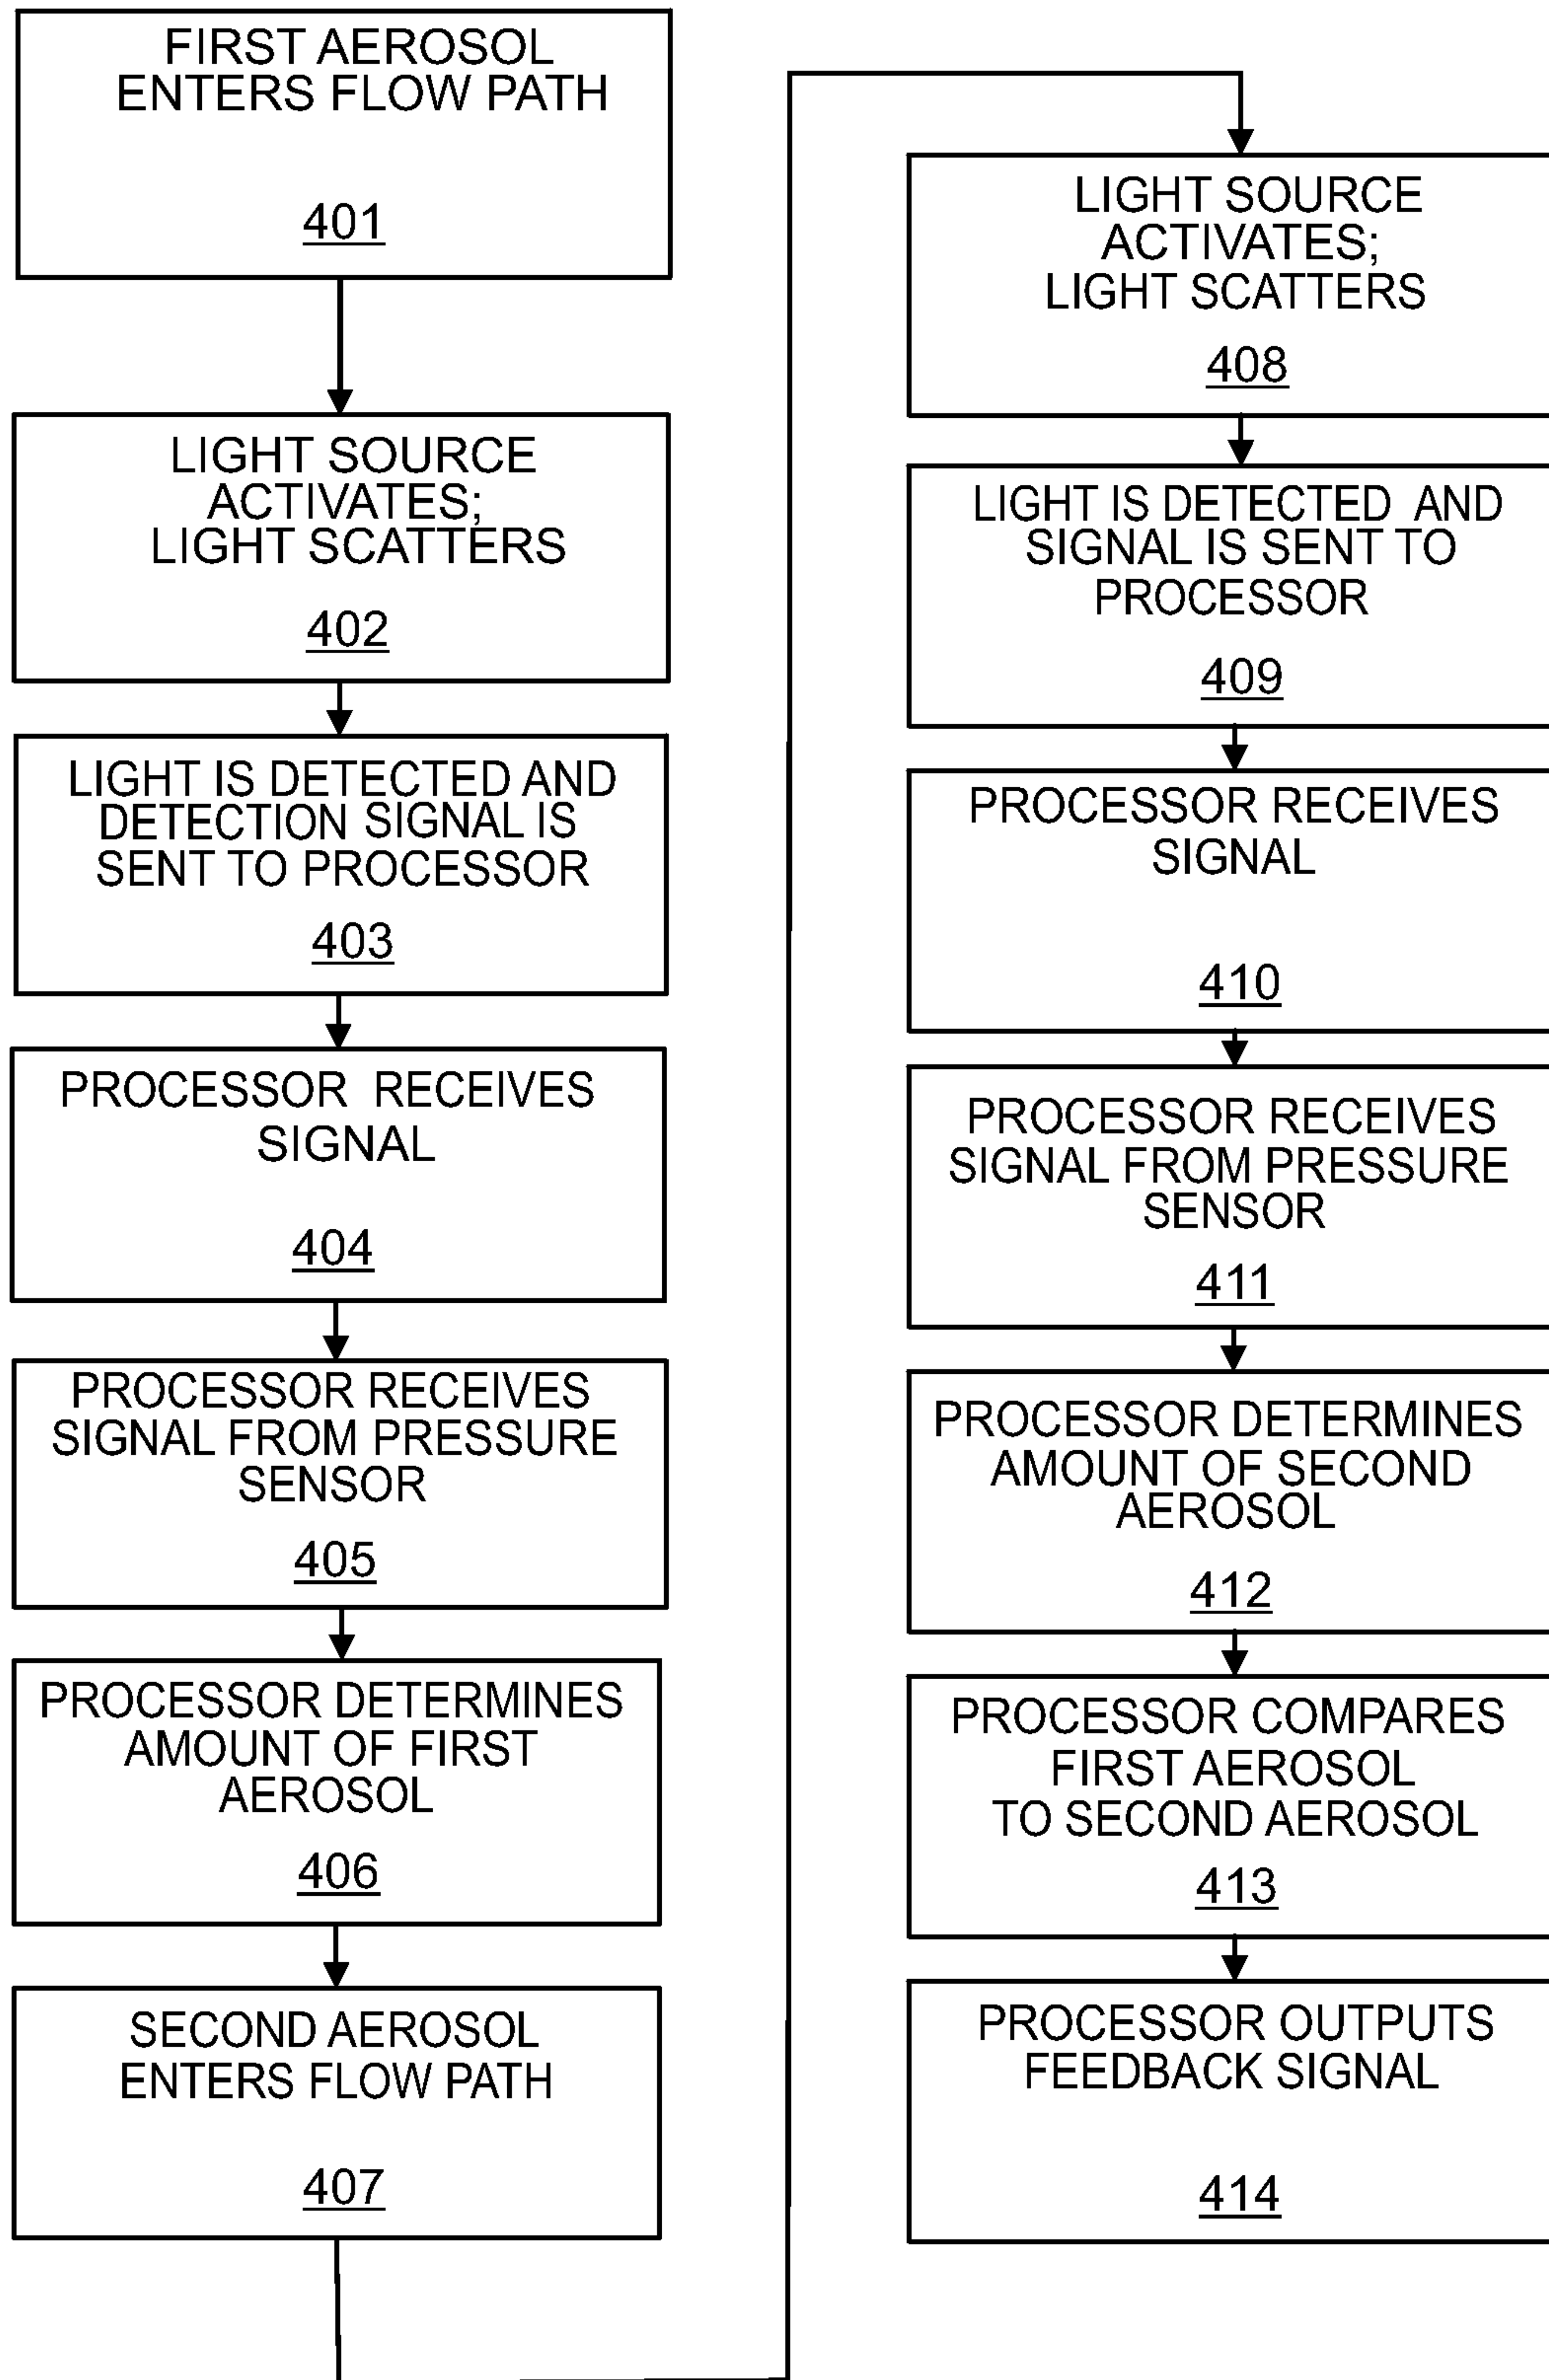 FIRST AEROSOL
ENTERS FLOW PATH
401
LIGHT SOURCE
ACTIVATES;
LIGHT SCATTERS
402
LIGHT IS DETECTED AND
DETECTION SIGNAL IS
SENT TO PROCESSOR
403
PROCESSOR RECEIVES
SIGNAL
404
PROCESSOR RECEIVES
SIGNAL FROM PRESSURE
SENSOR
405
PROCESSOR DETERMINES
AMOUNT OF FIRST
AEROSOL
406
SECOND AEROSOL
ENTERS FLOW PATH
407
LIGHT SOURCE
ACTIVATES;
LIGHT SCATTERS
408
LIGHT IS DETECTED AND
SIGNAL IS SENT TO
PROCESSOR
409
PROCESSOR RECEIVES
SIGNAL
410
PROCESSOR RECEIVES
SIGNAL FROM PRESSURE
SENSOR
411
PROCESSOR DETERMINES
AMOUNT OF SECOND
AEROSOL
412
PROCESSOR COMPARES
FIRST AEROSOL
TO SECOND AEROSOL
413
PROCESSOR OUTPUTS
FEEDBACK SIGNAL
414